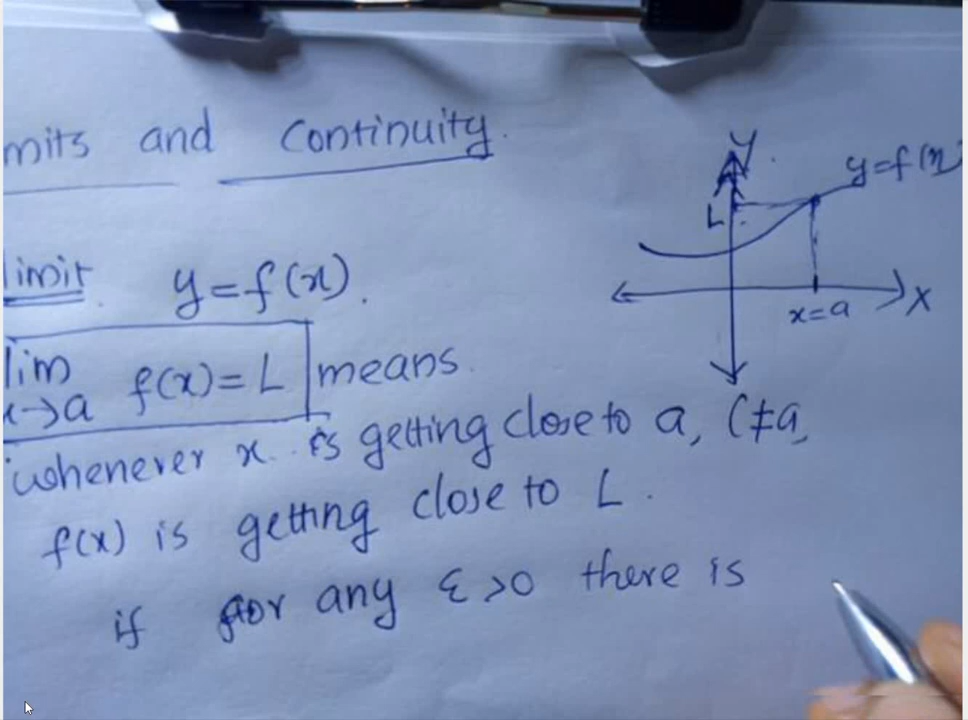 mits and Continuity.
y
y=f(x)
L
x=a
X
limit y=f(x).
lim f(x)=L means
x→a
whenever x is getting close to a, (≠a,
f(x) is getting close to L.
if for any ε>0 there is